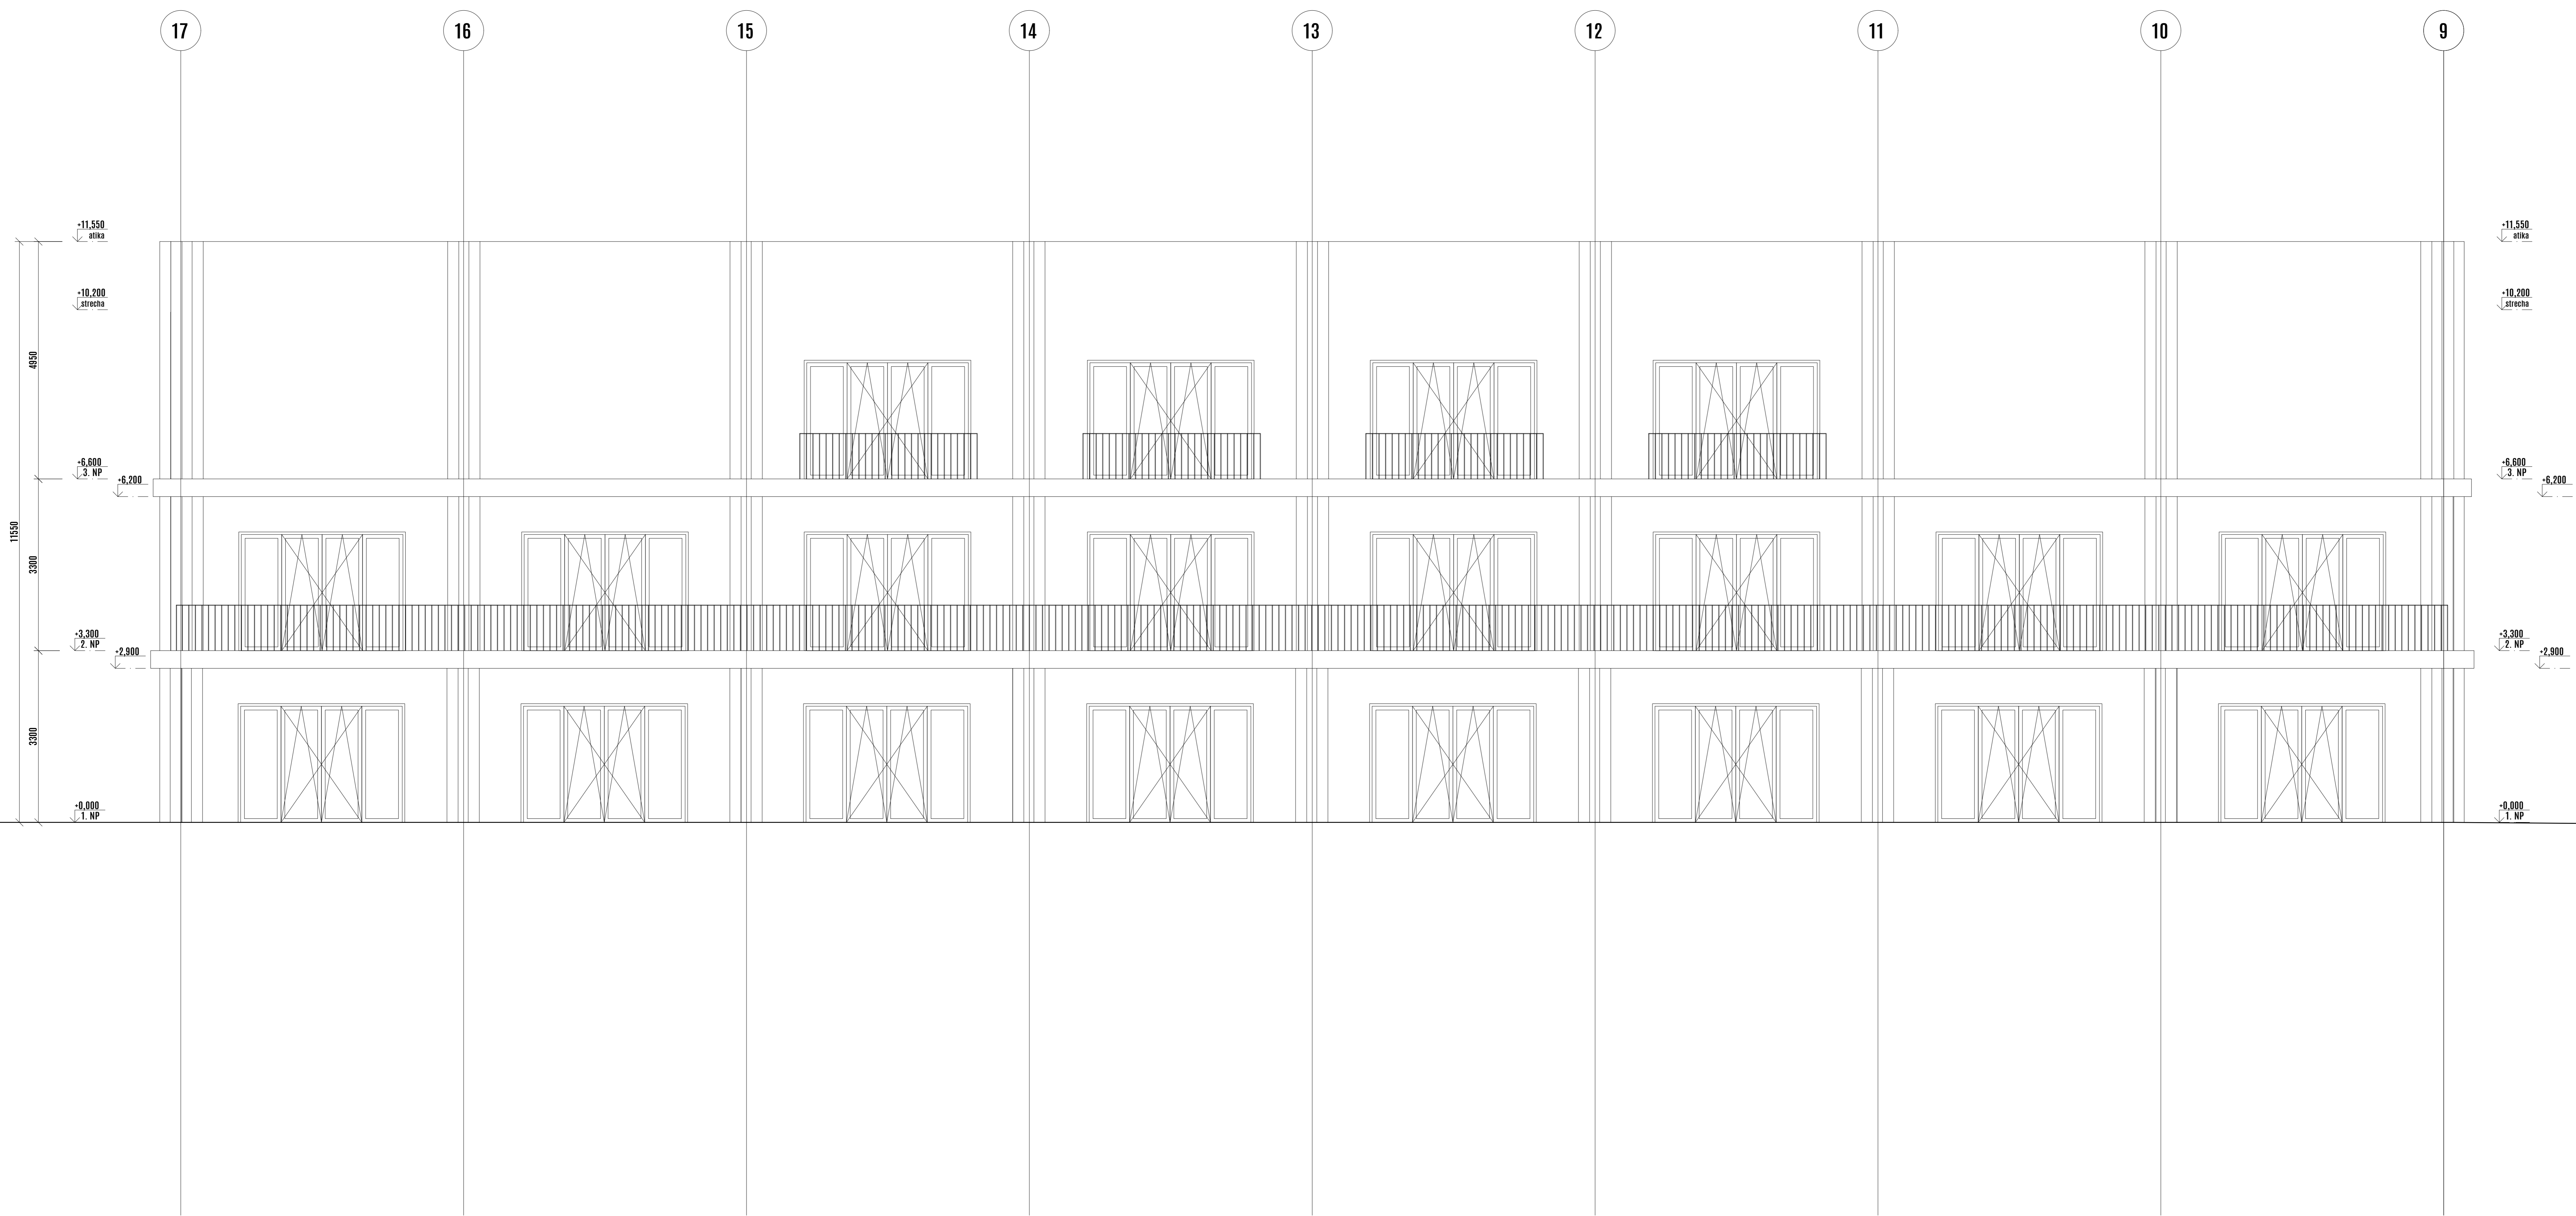 17 16 15 14 13 12 11 10 9
+11,550
atika
+11,550
atika
+10,200
strecha
+10,200
strecha
4950
+6,600
3. NP
+6,600
3. NP
+6,200
+6,200
11550
3300
+3,300
2. NP
+3,300
2. NP
+2,900
+2,900
3300
+0,000
1. NP
+0,000
1. NP